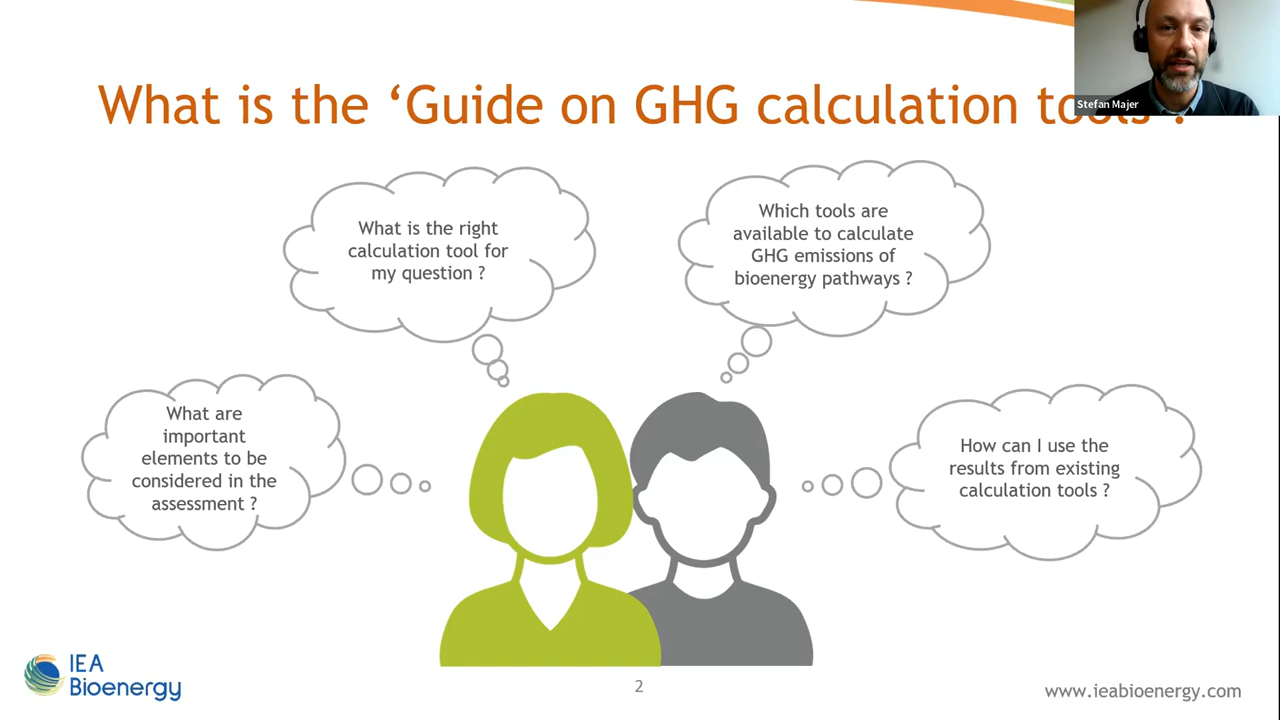 What is the ‘Guide on GHG calculation tools’ ?
Stefan Majer
What is the right
calculation tool for
my question ?
Which tools are
available to calculate
GHG emissions of
bioenergy pathways ?
What are
important
elements to be
considered in the
assessment ?
How can I use the
results from existing
calculation tools ?
IEA
Bioenergy
2
www.ieabioenergy.com